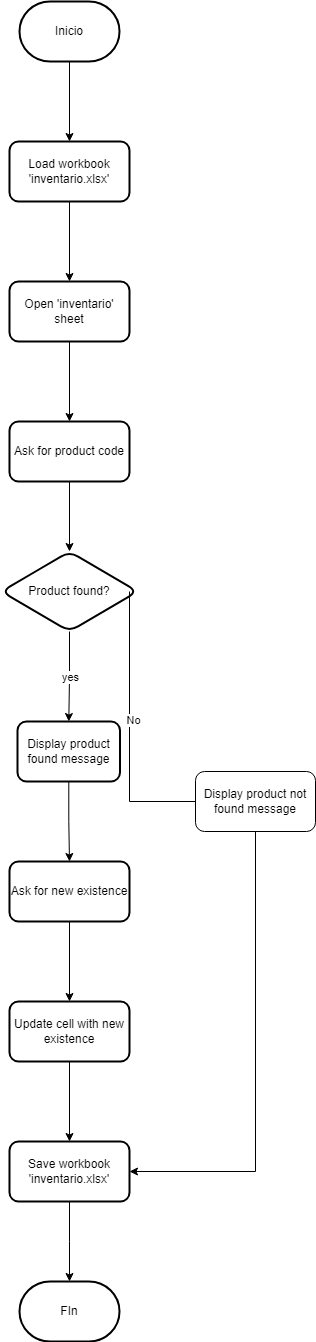 Inicio
Load workbook
'inventario.xlsx'
Open 'inventario'
sheet
Ask for product code
Product found?
yes
No
Display product
found message
Display product not
found message
Ask for new existence
Update cell with new
existence
Save workbook
'inventario.xlsx'
FIn